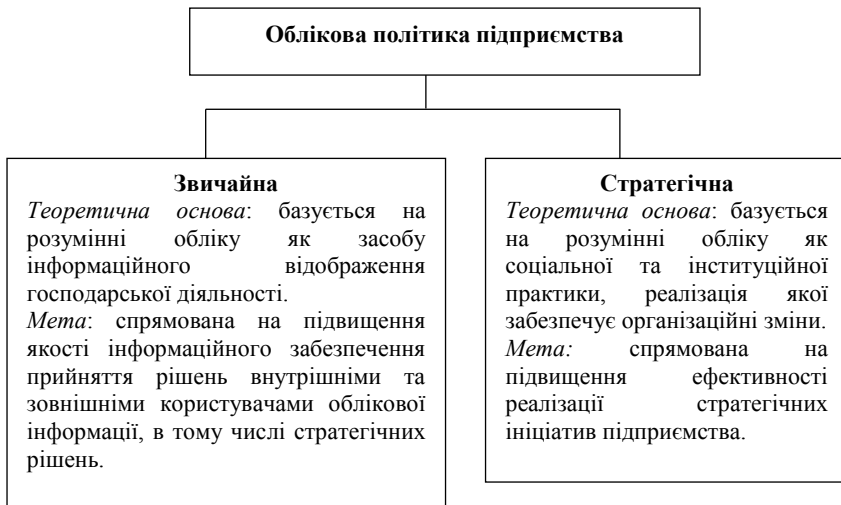 Облікова політика підприємства
Звичайна
Теоретична основа: базується на
розумінні обліку як засобу
інформаційного відображення
господарської діяльності.
Мета: спрямована на підвищення
якості інформаційного забезпечення
прийняття рішень внутрішніми та
зовнішніми користувачами облікової
інформації, в тому числі стратегічних
рішень.
Стратегічна
Теоретична основа: базується
на розумінні обліку як
соціальної та інституційної
практики, реалізація якої
забезпечує організаційні зміни.
Мета: спрямована на
підвищення ефективності
реалізації стратегічних
ініціатив підприємства.